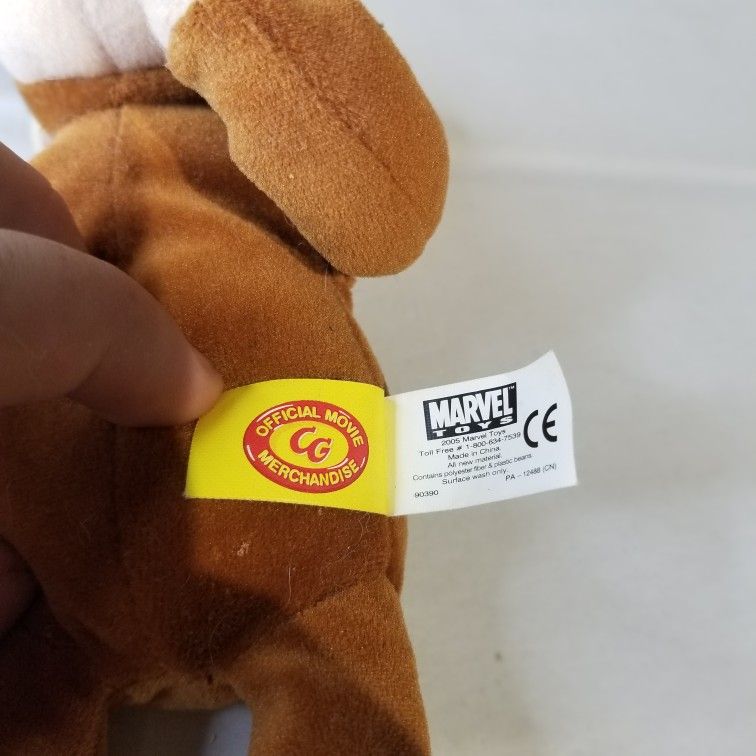 OFFICIAL MOVIE
CG
MERCHANDISE
MARVEL™
TOYS
CE
2005 Marvel Toys
Toll Free # 1-800-634-7539
Made in China.
All new material.
Contains polyester fiber & plastic beans.
Surface wash only.
90390
PA - 12488 (CN)